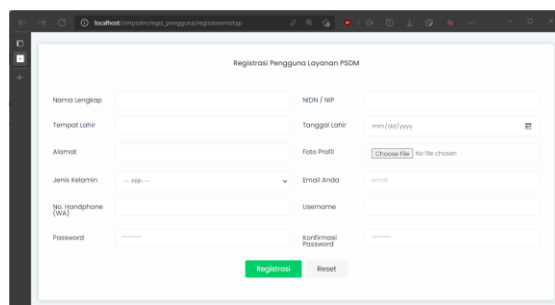 localhost/simpsdm/regis_pengguna/regisdosentetap
Registrasi Pengguna Layanan PSDM
Nama Lengkap
NIDN / NIP
Tempat Lahir
Tanggal Lahir
mm/dd/yyyy
Alamat
Foto Profil
Choose File No file chosen
Jenis Kelamin
--- Pilih ---
Email Anda
email
No. Handphone
(WA)
Username
Password
********
Konfirmasi
Password
********
Registrasi
Reset